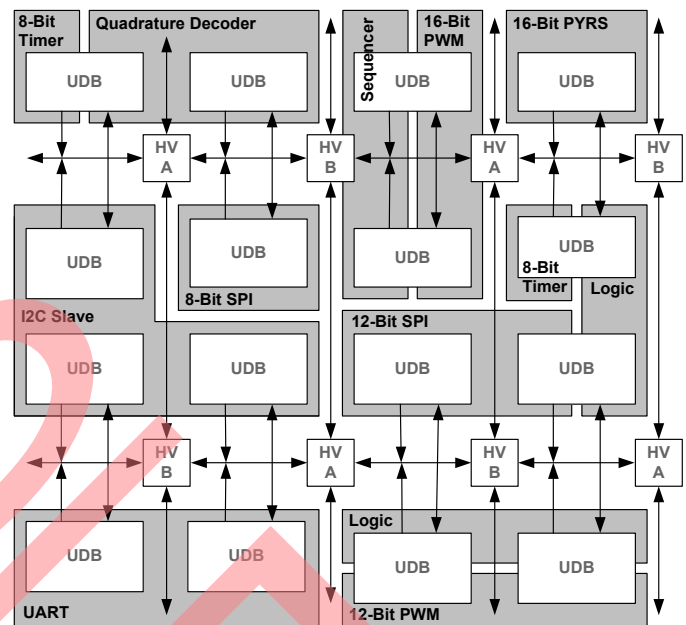 8-Bit
Timer
Quadrature Decoder
Sequencer
16-Bit
PWM
16-Bit PYRS
UDB
UDB
UDB
UDB
HV
A
HV
B
HV
A
HV
B
UDB
UDB
UDB
UDB
8-Bit
Timer
8-Bit SPI
Logic
I2C Slave
12-Bit SPI
UDB
UDB
UDB
UDB
HV
B
HV
A
HV
B
HV
A
Logic
UDB
UDB
UDB
UDB
UART
12-Bit PWM